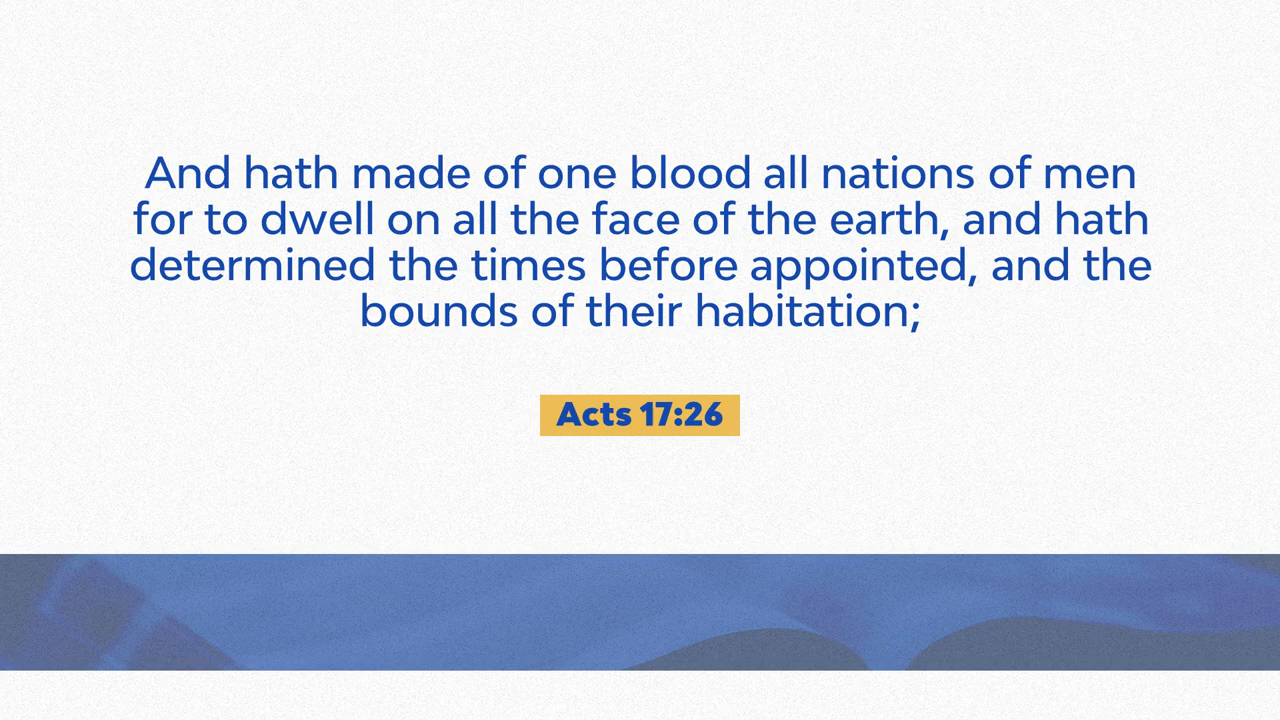 And hath made of one blood all nations of men
for to dwell on all the face of the earth, and hath
determined the times before appointed, and the
bounds of their habitation;
Acts 17:26